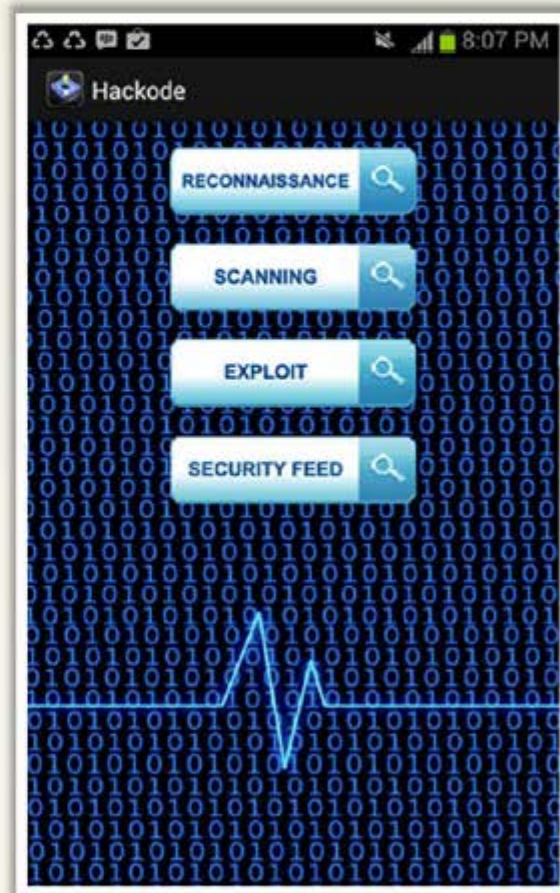 8:07 PM
Hackode
RECONNAISSANCE
SCANNING
EXPLOIT
SECURITY FEED